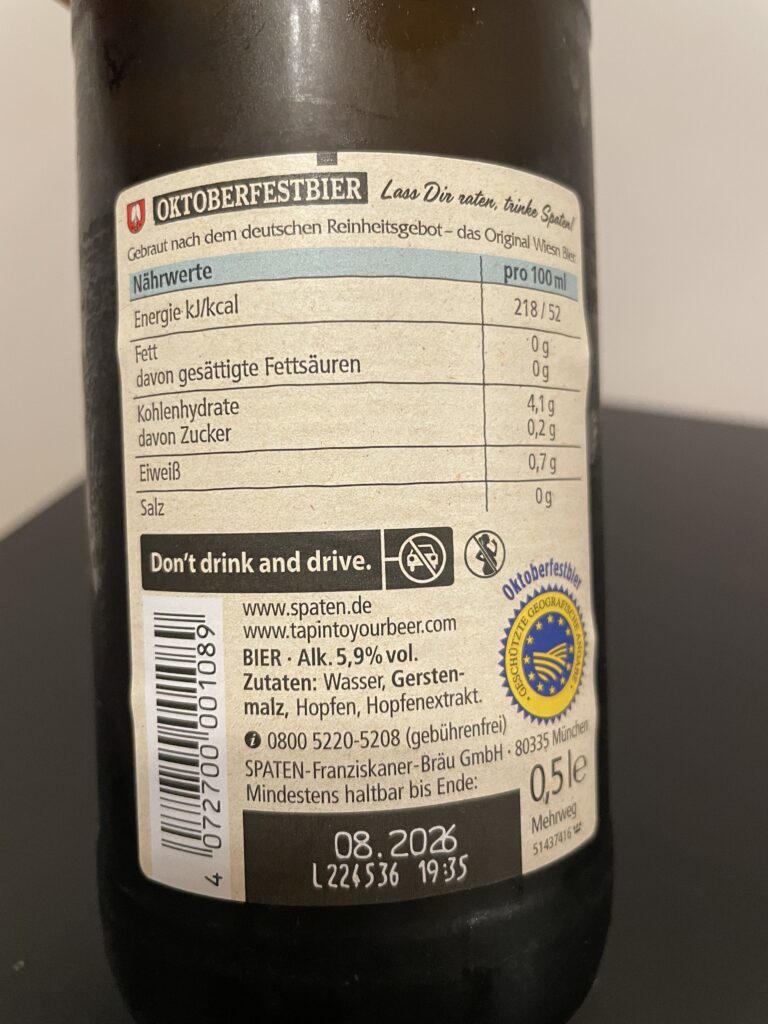 OKTOBERFESTBIER Lass Dir raten, trinke Spaten!
Gebraut nach dem deutschen Reinheitsgebot – das Original Wiesn Bier
Nährwerte pro 100 ml
Energie kJ/kcal 218 / 52
Fett 0 g
davon gesättigte Fettsäuren 0 g
Kohlenhydrate 4,1 g
davon Zucker 0,2 g
Eiweiß 0,7 g
Salz 0 g
Don't drink and drive.
Oktoberfestbier
GESCHÜTZTE GEOGRAFISCHE ANGABE
www.spaten.de
www.tapintoyourbeer.com
BIER · Alk. 5,9% vol.
Zutaten: Wasser, Gersten-
malz, Hopfen, Hopfenextrakt.
0800 5220-5208 (gebührenfrei)
SPATEN-Franziskaner-Bräu GmbH · 80335 München
Mindestens haltbar bis Ende:
0,5 l e
Mehrweg
51437416
08.2026
L224536 19:35
4 072700 001089